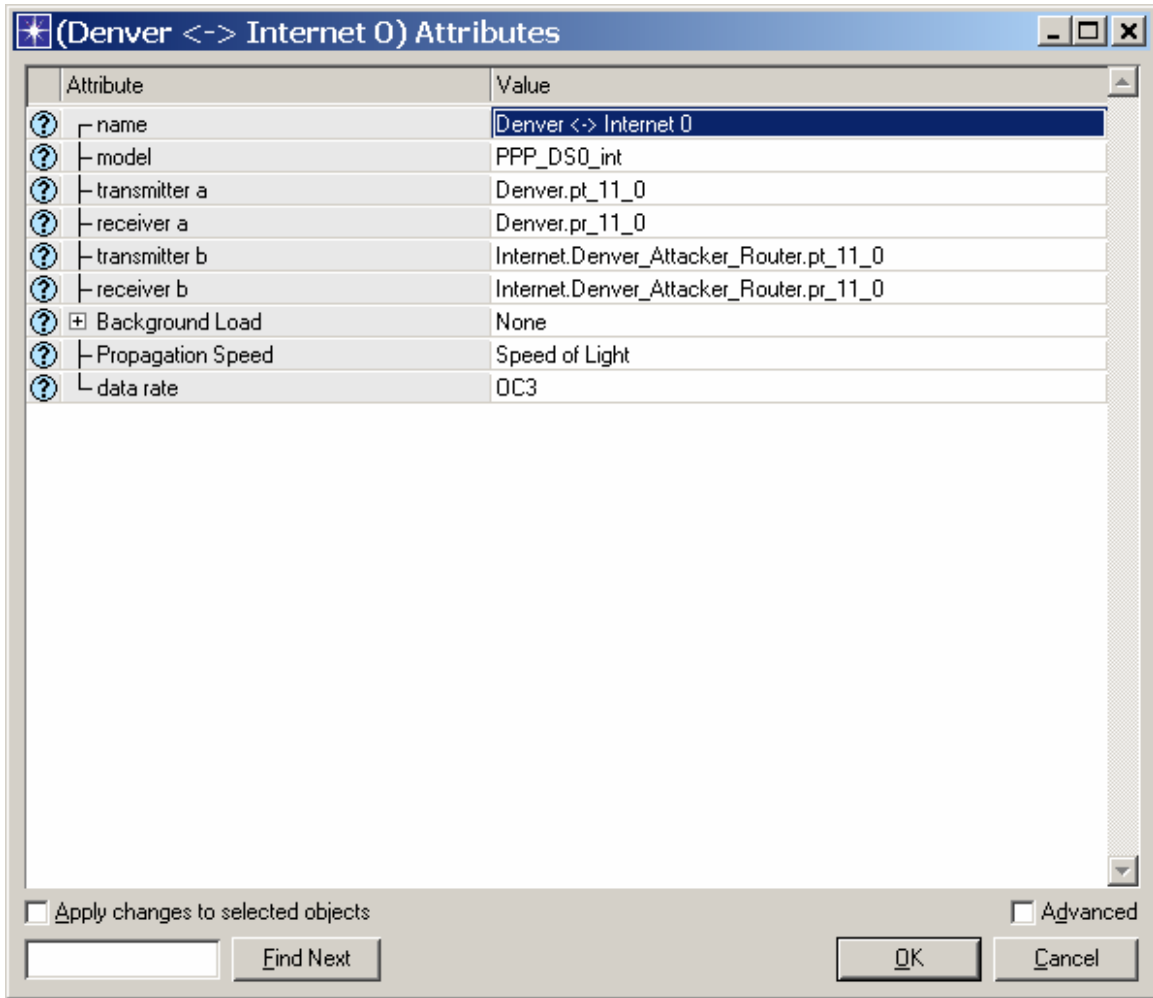 (Denver <-> Internet 0) Attributes
Attribute Value
name Denver <-> Internet 0
model PPP_DS0_int
transmitter a Denver.pt_11_0
receiver a Denver.pr_11_0
transmitter b Internet.Denver_Attacker_Router.pt_11_0
receiver b Internet.Denver_Attacker_Router.pr_11_0
Background Load None
Propagation Speed Speed of Light
data rate OC3
Apply changes to selected objects Advanced
Find Next OK Cancel